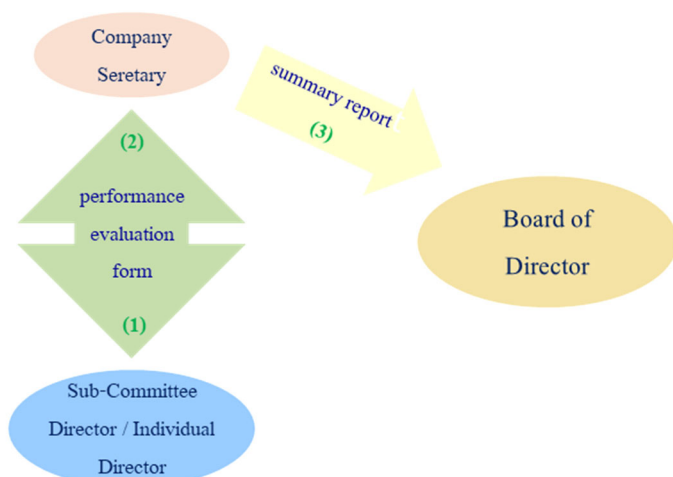 Company
Seretary
summary report
(3)
(2)
performance
evaluation
form
(1)
Board of
Director
Sub-Committee
Director / Individual
Director